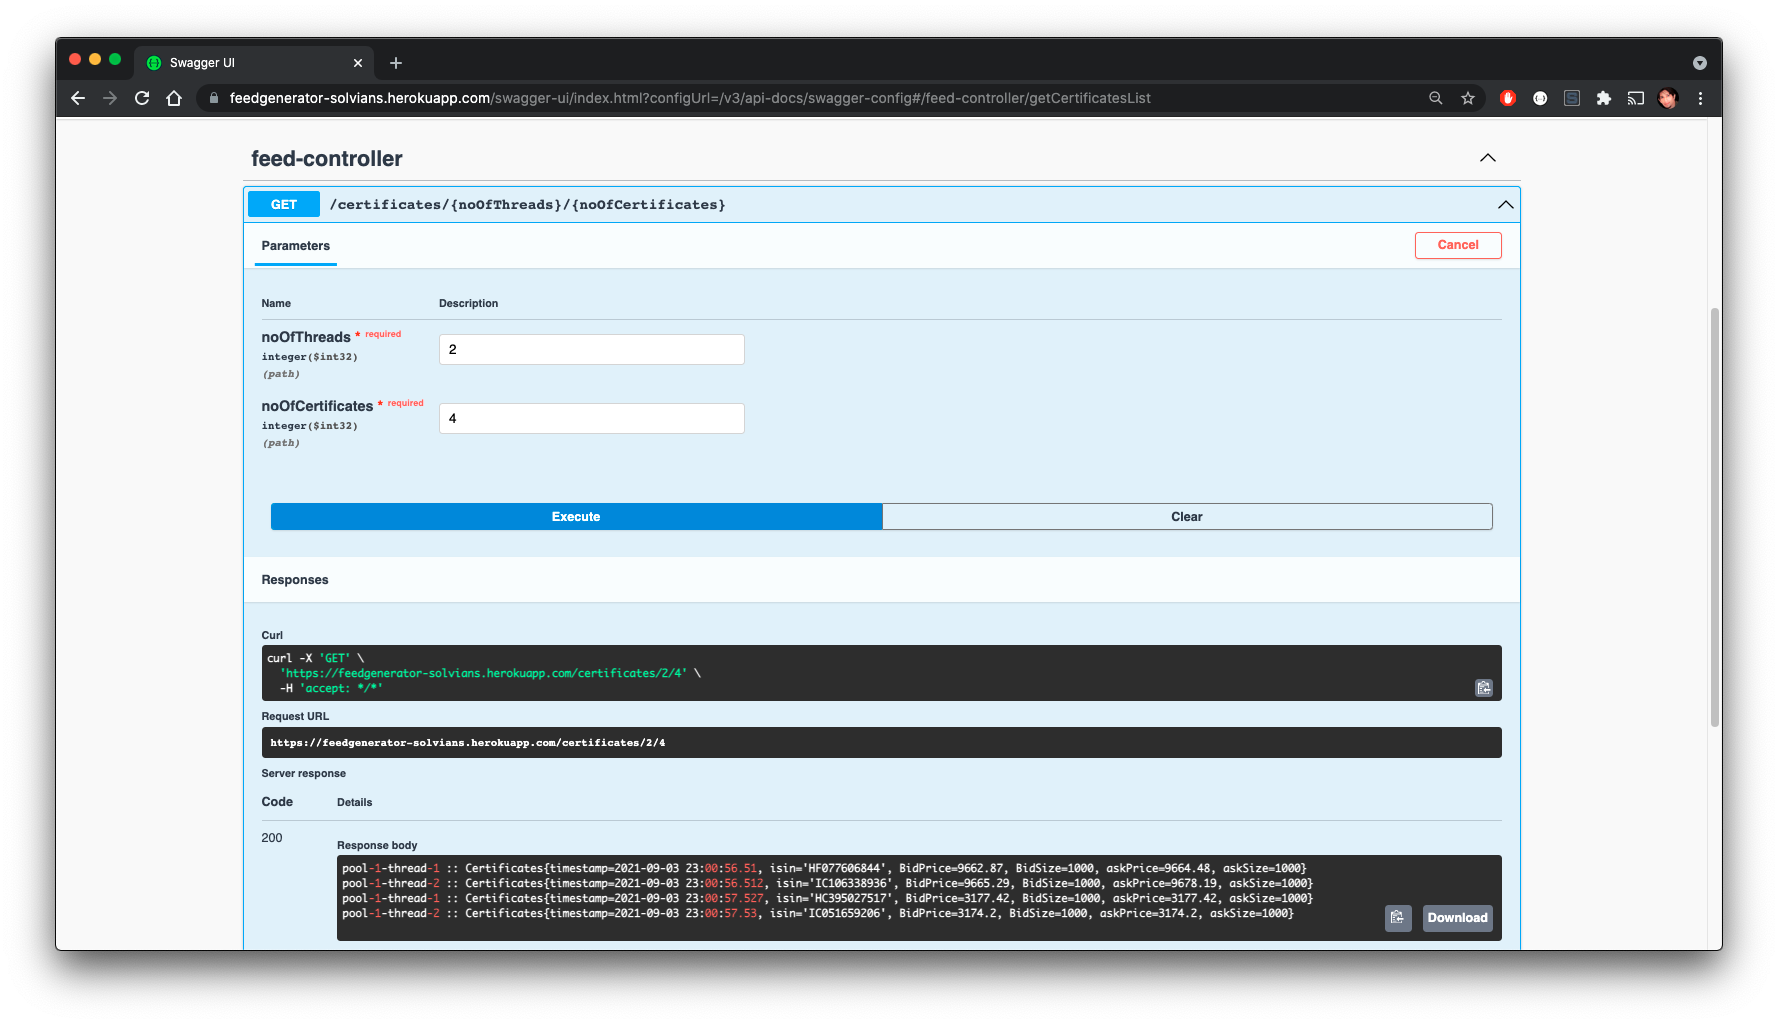 Swagger UI
feedgenerator-solvians.herokuapp.com/swagger-ui/index.html?configUrl=/v3/api-docs/swagger-config#/feed-controller/getCertificatesList
feed-controller
GET /certificates/{noOfThreads}/{noOfCertificates}
Parameters Cancel
Name Description
noOfThreads * required
integer($int32)
(path)
2
noOfCertificates * required
integer($int32)
(path)
4
Execute Clear
Responses
Curl
curl -X 'GET' \
'https://feedgenerator-solvians.herokuapp.com/certificates/2/4' \
-H 'accept: */*'
Request URL
https://feedgenerator-solvians.herokuapp.com/certificates/2/4
Server response
Code Details
200
Response body
pool-1-thread-1 :: Certificates{timestamp=2021-09-03 23:00:56.51, isin='HF077606844', BidPrice=9662.87, BidSize=1000, askPrice=9664.48, askSize=1000}
pool-1-thread-2 :: Certificates{timestamp=2021-09-03 23:00:56.512, isin='IC106338936', BidPrice=9665.29, BidSize=1000, askPrice=9678.19, askSize=1000}
pool-1-thread-1 :: Certificates{timestamp=2021-09-03 23:00:57.527, isin='HC395027517', BidPrice=3177.42, BidSize=1000, askPrice=3177.42, askSize=1000}
pool-1-thread-2 :: Certificates{timestamp=2021-09-03 23:00:57.53, isin='IC051659206', BidPrice=3174.2, BidSize=1000, askPrice=3174.2, askSize=1000}
Download